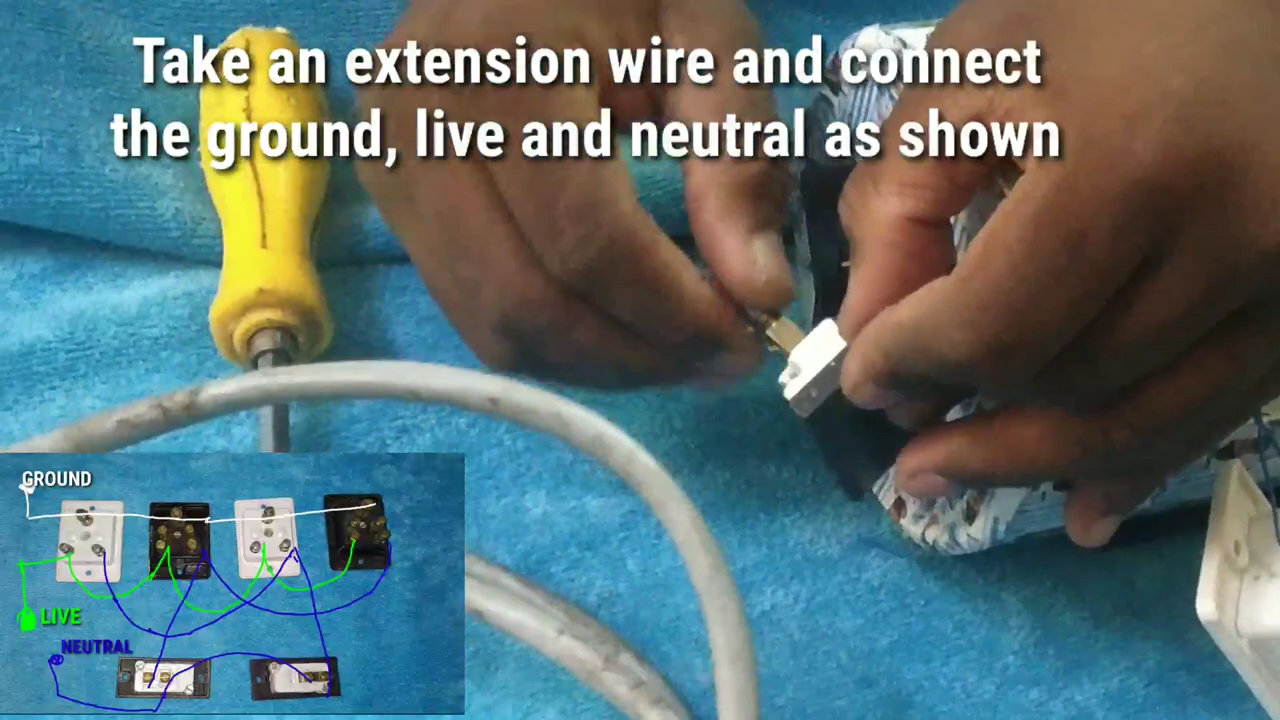 Take an extension wire and connect
the ground, live and neutral as shown
GROUND
LIVE
NEUTRAL